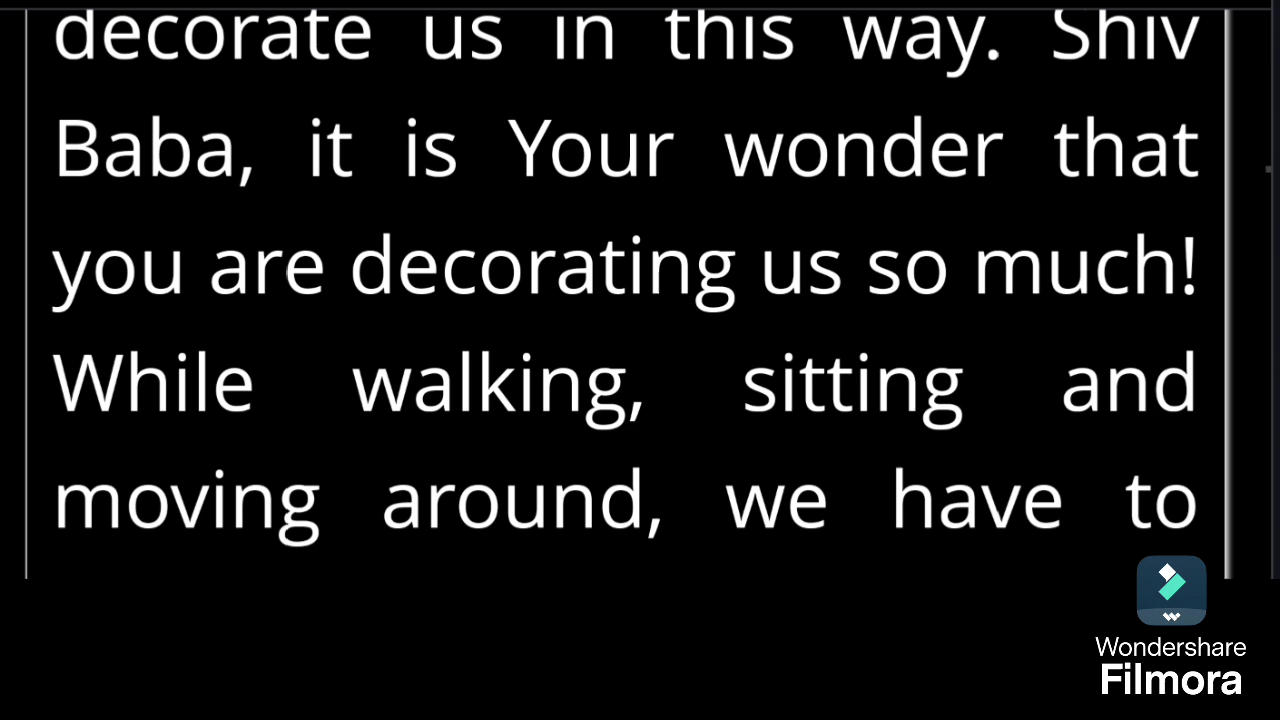 decorate us in this way. Shiv
Baba, it is Your wonder that
you are decorating us so much!
While walking, sitting and
moving around, we have to
Wondershare
Filmora